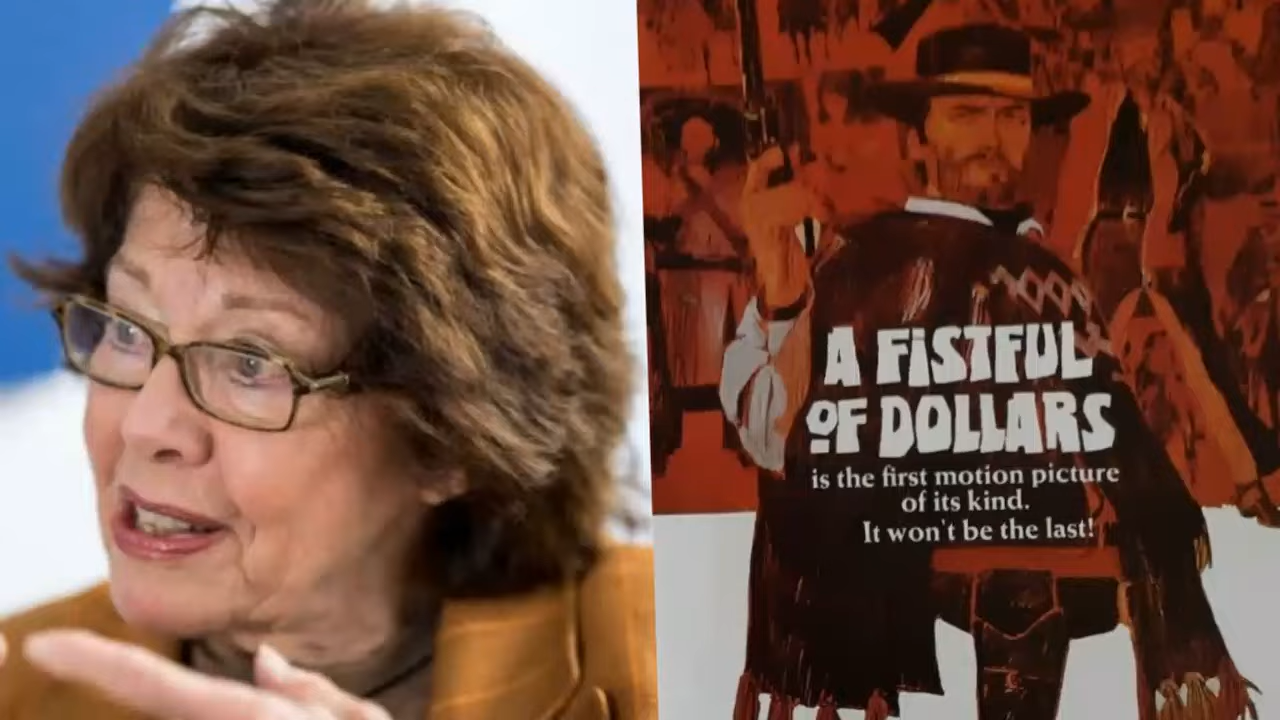 A FiSTFUL
OF DOLLARS
is the first motion picture
of its kind.
It won't be the last!